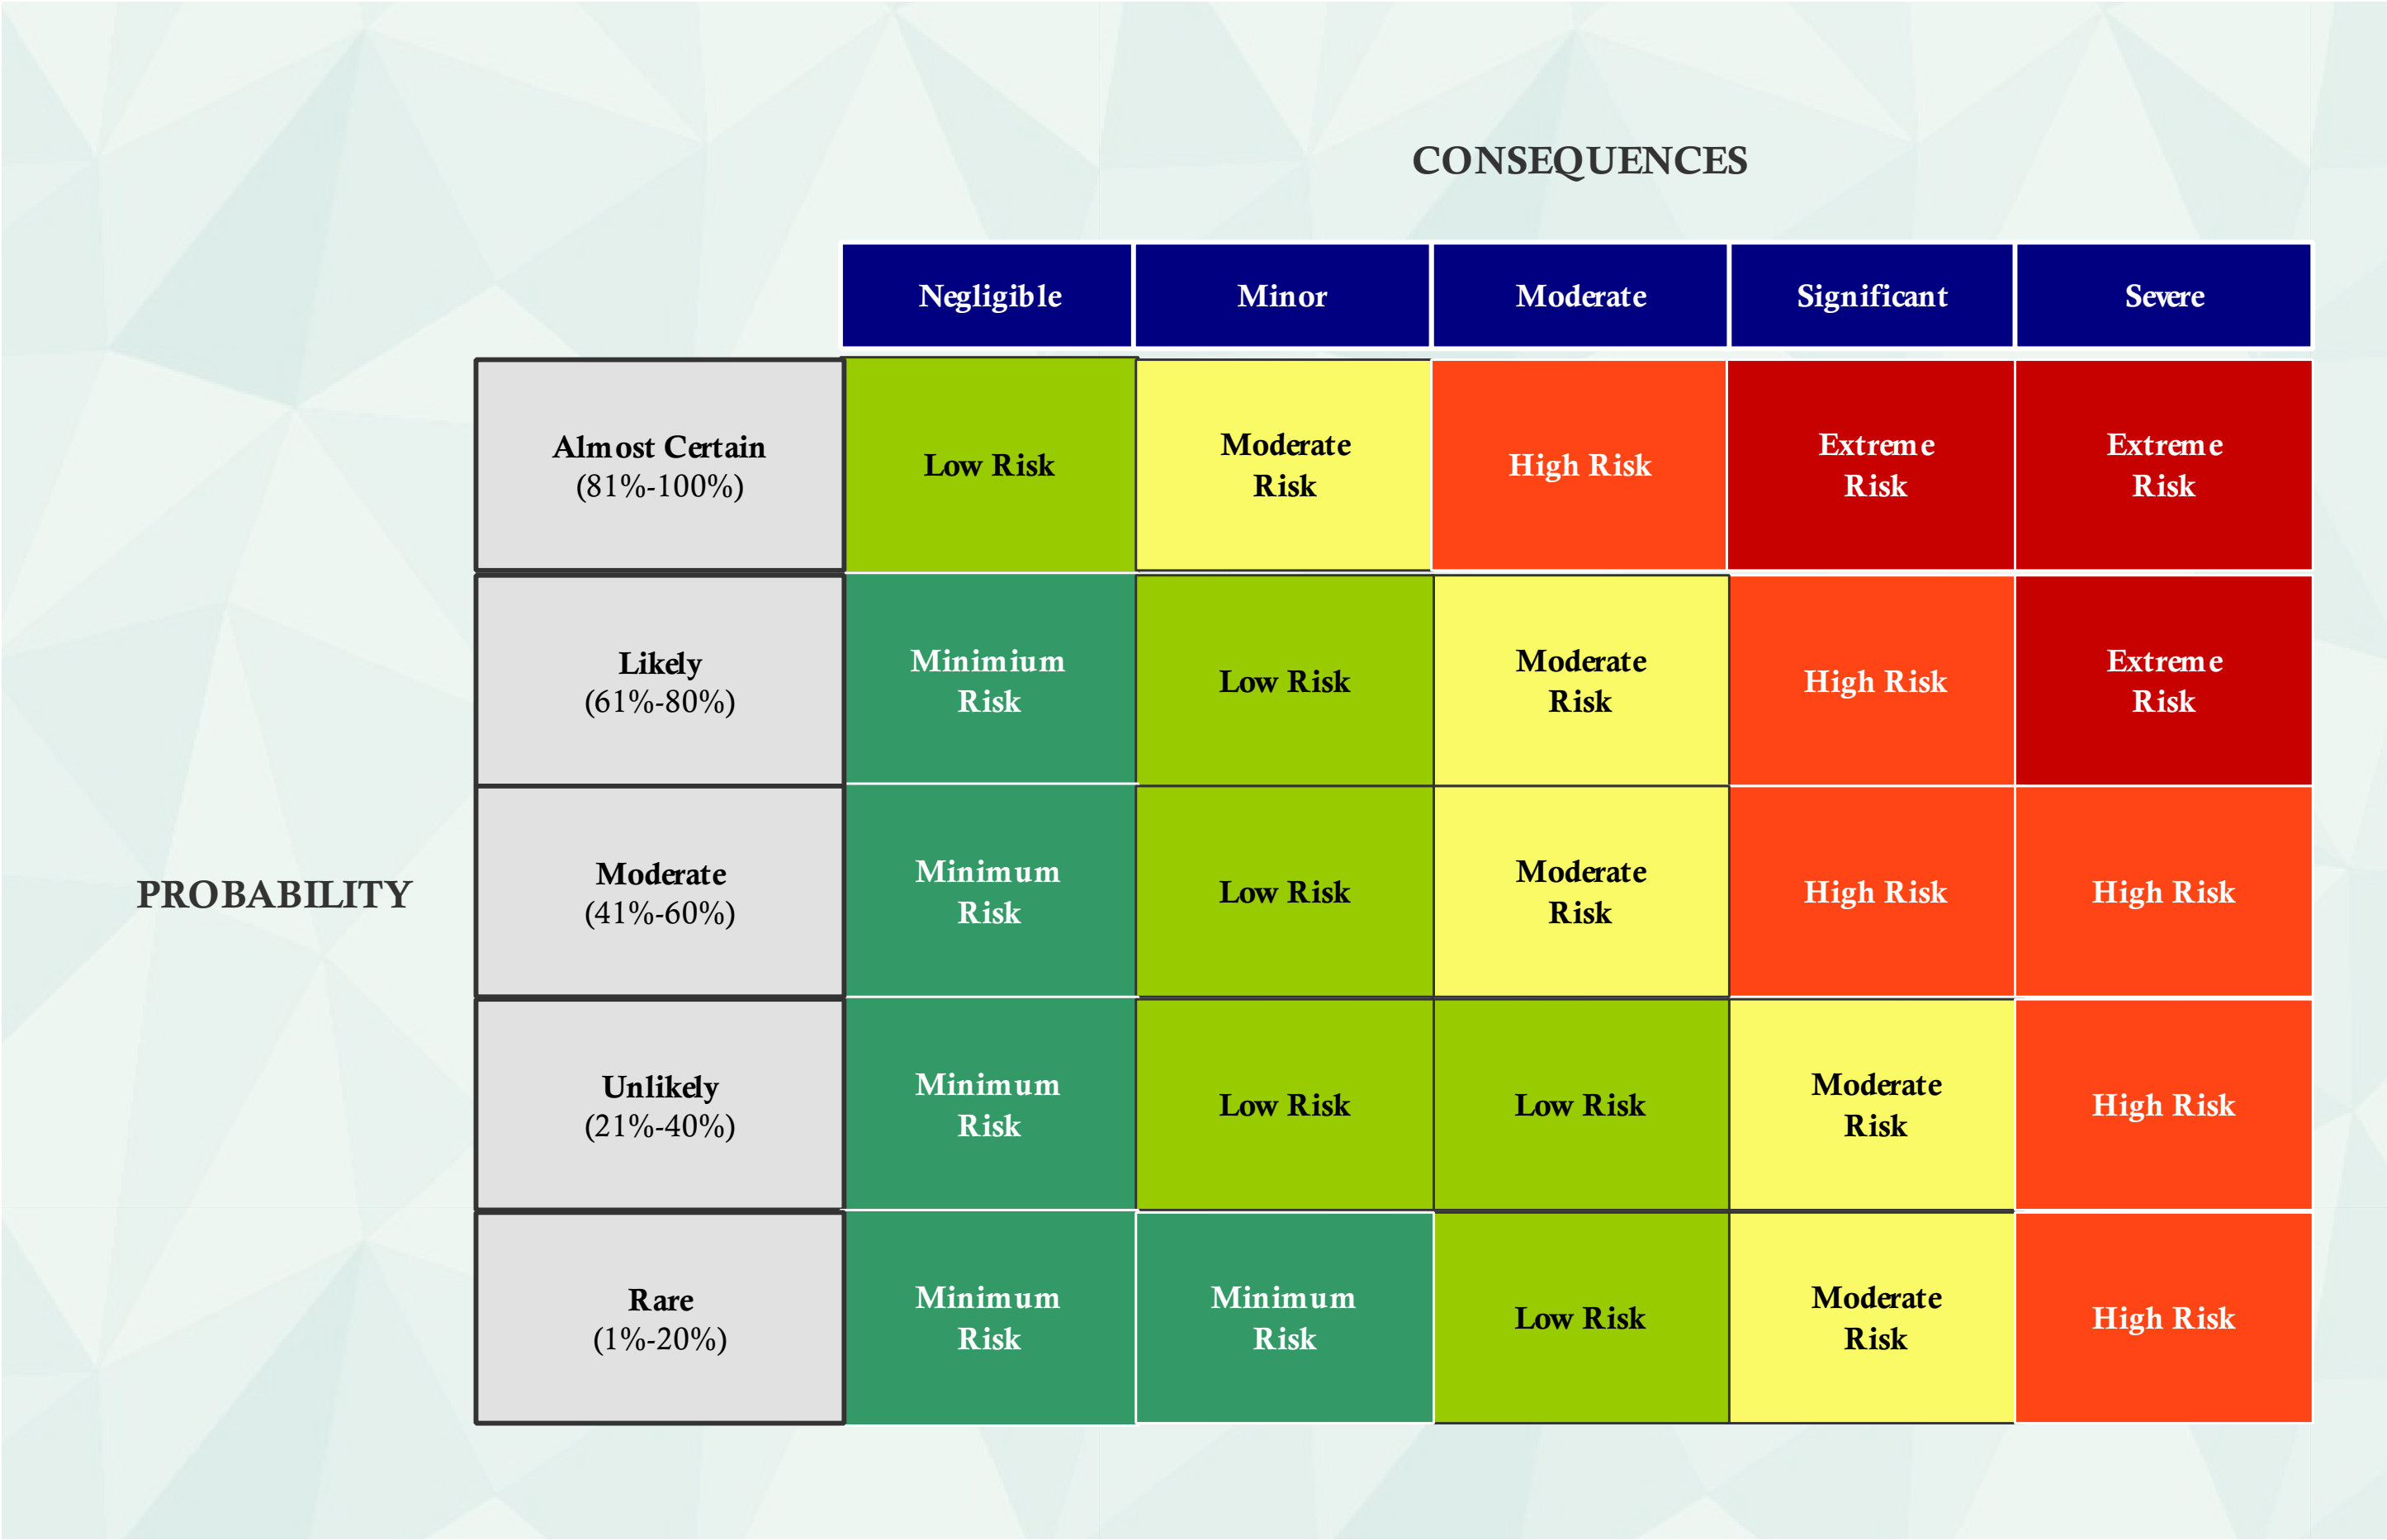 CONSEQUENCES
Negligible
Minor
Moderate
Significant
Severe
Almost Certain
(81%-100%)
Low Risk
Moderate
Risk
High Risk
Extreme
Risk
Extreme
Risk
Likely
(61%-80%)
Minimium
Risk
Low Risk
Moderate
Risk
High Risk
Extreme
Risk
PROBABILITY
Moderate
(41%-60%)
Minimum
Risk
Low Risk
Moderate
Risk
High Risk
High Risk
Unlikely
(21%-40%)
Minimum
Risk
Low Risk
Low Risk
Moderate
Risk
High Risk
Rare
(1%-20%)
Minimum
Risk
Minimum
Risk
Low Risk
Moderate
Risk
High Risk